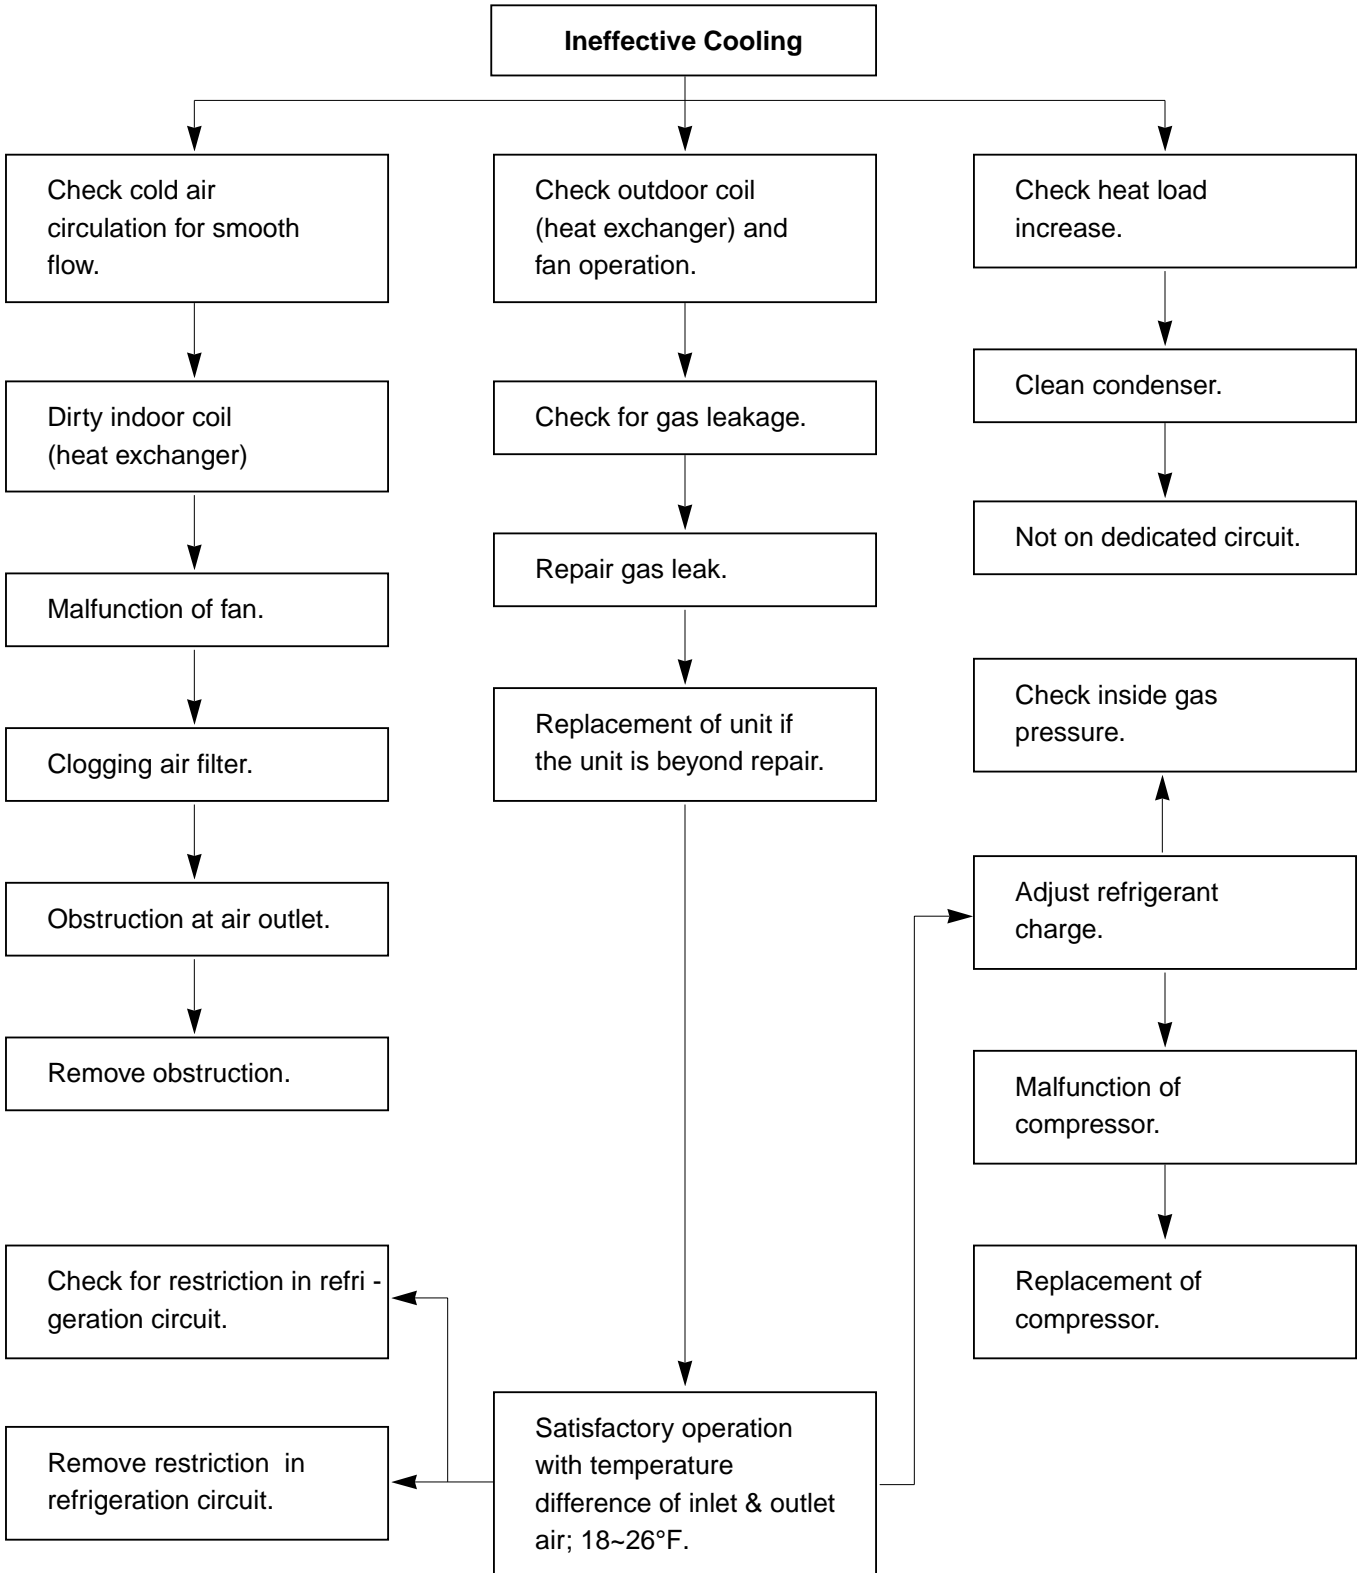 Ineffective Cooling
Check cold air
circulation for smooth
flow.
Dirty indoor coil
(heat exchanger)
Malfunction of fan.
Clogging air filter.
Obstruction at air outlet.
Remove obstruction.
Check for restriction in refri -
geration circuit.
Remove restriction  in
refrigeration circuit.
Check outdoor coil
(heat exchanger) and
fan operation.
Check for gas leakage.
Repair gas leak.
Replacement of unit if
the unit is beyond repair.
Satisfactory operation
with temperature
difference of inlet & outlet
air; 18~26°F.
Check heat load
increase.
Clean condenser.
Not on dedicated circuit.
Check inside gas
pressure.
Adjust refrigerant
charge.
Malfunction of
compressor.
Replacement of
compressor.